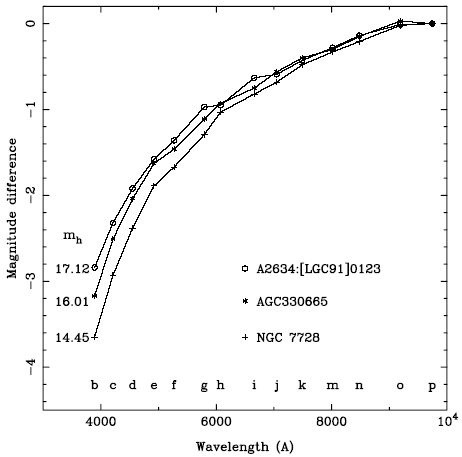 0
−1
−2
−3
−4
Magnitude difference
m_h
17.12
16.01
14.45
A2634:[LGC91]0123
AGC330665
NGC 7728
b c d e f g h i j k m n o p
4000 6000 8000 10^4
Wavelength (A)